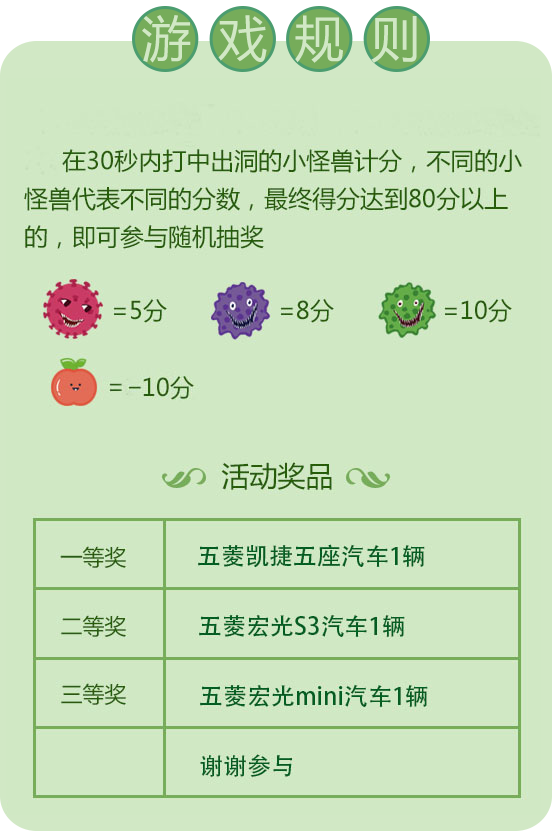 游戏规则
在30秒内打中出洞的小怪兽计分，不同的小
怪兽代表不同的分数，最终得分达到80分以上
的，即可参与随机抽奖
=5分 =8分 =10分
= -10分
活动奖品
一等奖 五菱凯捷五座汽车1辆
二等奖 五菱宏光S3汽车1辆
三等奖 五菱宏光mini汽车1辆
谢谢参与